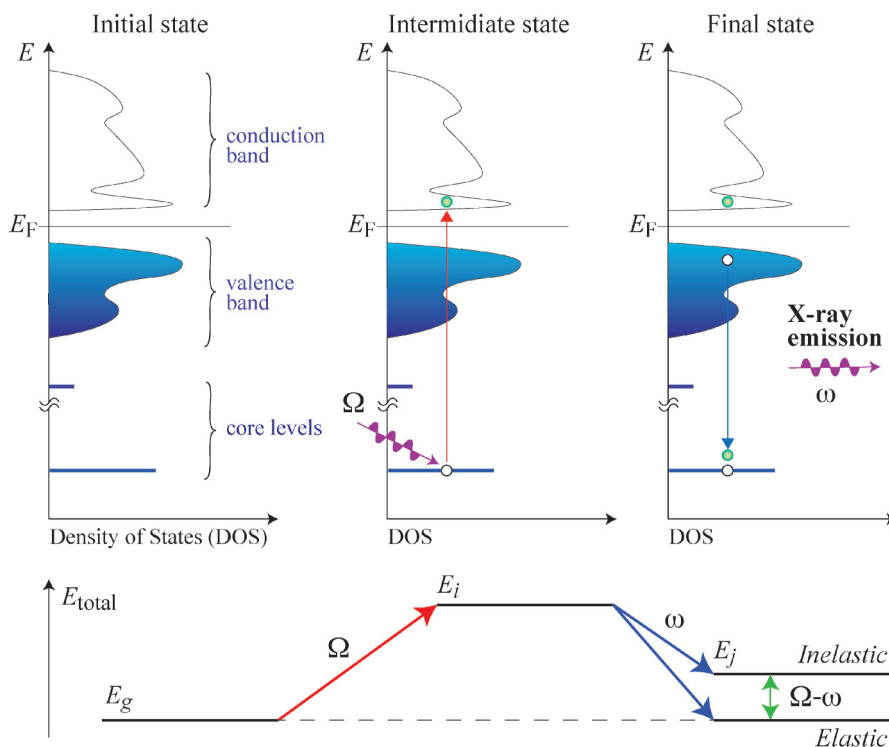 Initial state
Intermidiate state
Final state
E
E
E
conduction
band
E_F
E_F
E_F
valence
band
X-ray
emission
ω
Ω
core levels
Density of States (DOS)
DOS
DOS
E_total
E_i
Ω
ω
E_j
Inelastic
E_g
Ω-ω
Elastic